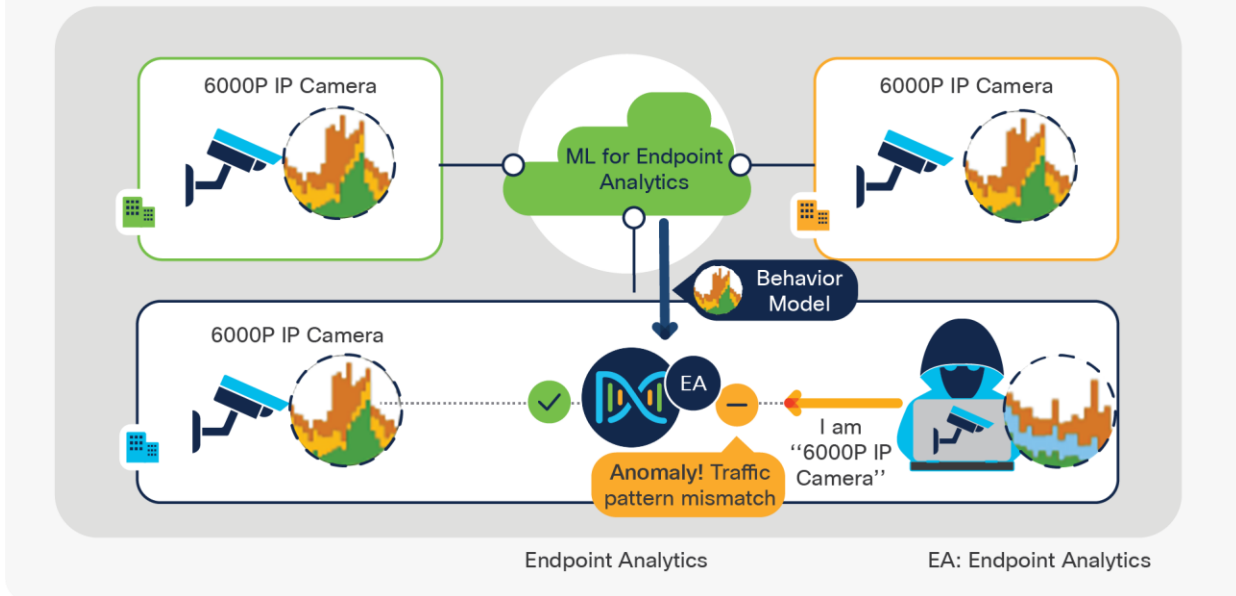 6000P IP Camera
ML for Endpoint
Analytics
6000P IP Camera
Behavior
Model
6000P IP Camera
EA
I am
‘‘6000P IP
Camera’’
Anomaly! Traffic
pattern mismatch
Endpoint Analytics
EA: Endpoint Analytics